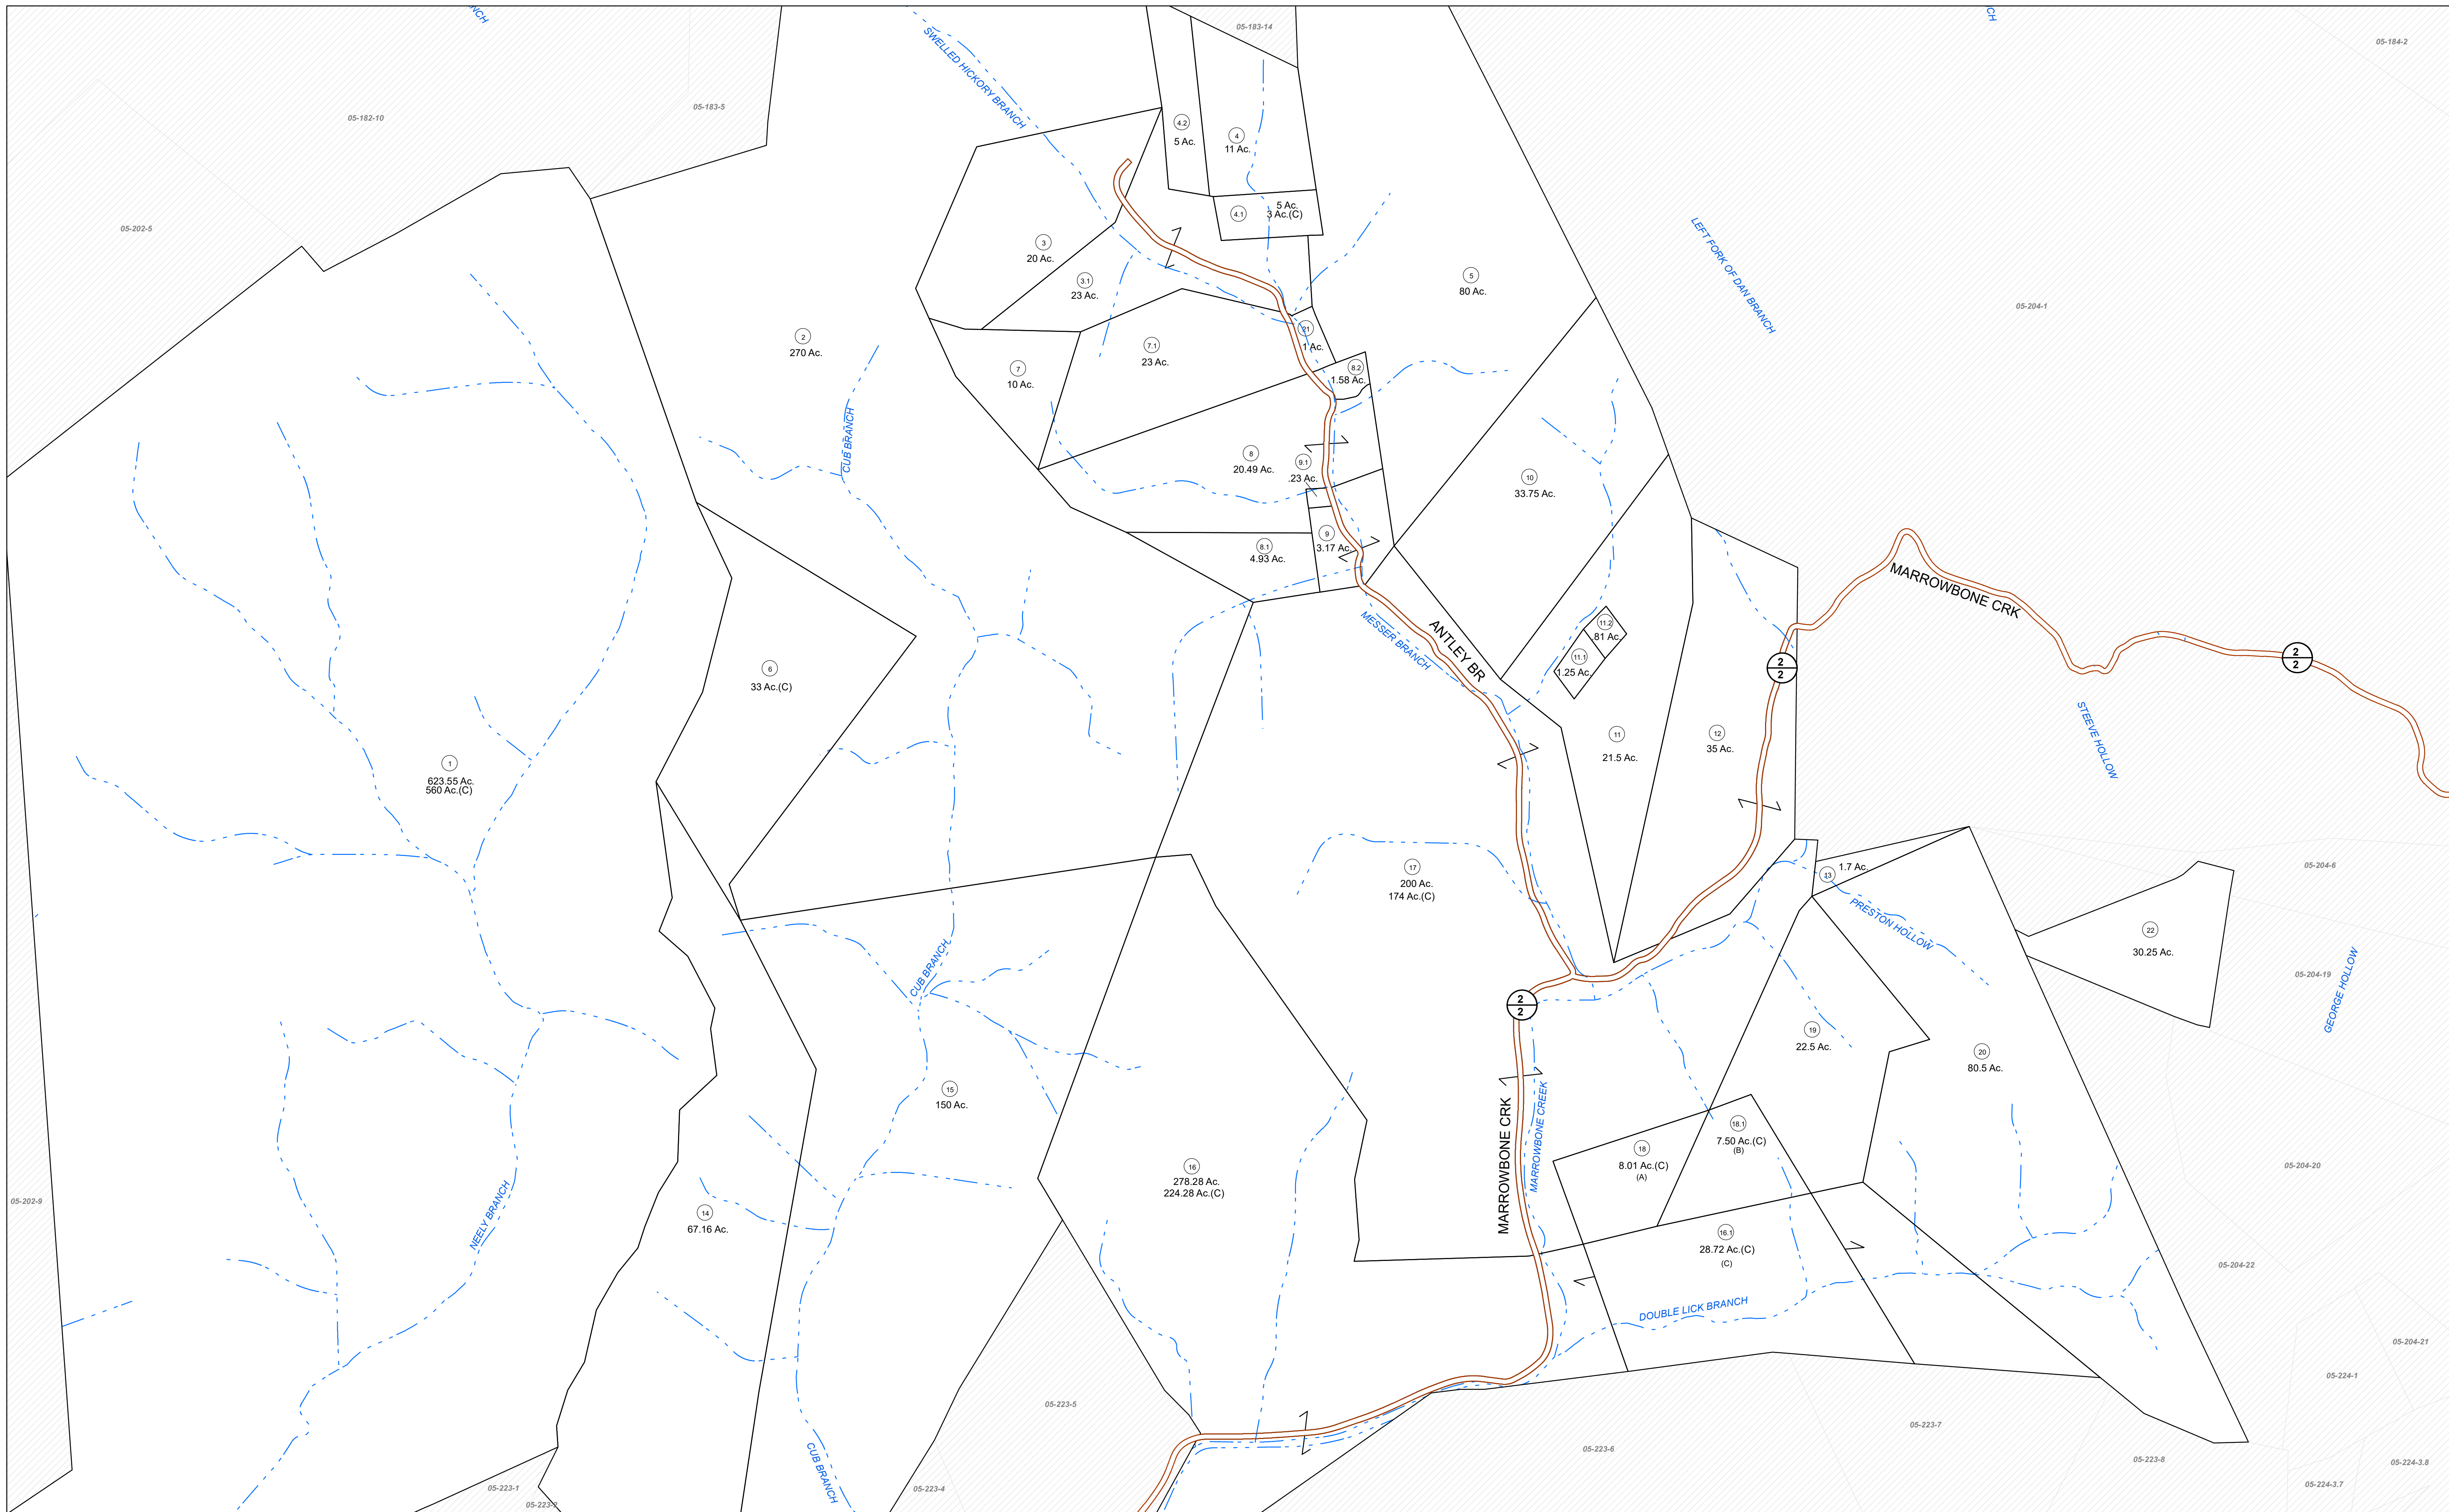 05-183-14
05-184-2
SWELLED HICKORY BRANCH
05-183-5
05-182-10
05-202-5
4.2
5 Ac.
4
11 Ac.
4.1
5 Ac.
3 Ac.(C)
3
20 Ac.
3.1
23 Ac.
5
80 Ac.
LEFT FORK OF DAN BRANCH
05-204-1
2
270 Ac.
21
1 Ac.
7.1
23 Ac.
7
10 Ac.
8.2
1.58 Ac.
CUB BRANCH
8
20.49 Ac.
9.1
.23 Ac.
10
33.75 Ac.
9
3.17 Ac.
8.1
4.93 Ac.
MARROWBONE CRK
MESSER BRANCH
ANTLEY BR
11.2
.81 Ac.
11.1
1.25 Ac.
2
2
2
2
6
33 Ac.(C)
STEEVE HOLLOW
1
623.55 Ac.
560 Ac.(C)
11
21.5 Ac.
12
35 Ac.
17
200 Ac.
174 Ac.(C)
13
1.7 Ac.
05-204-6
PRESTON HOLLOW
22
30.25 Ac.
05-204-19
GEORGE HOLLOW
CUB BRANCH
2
2
19
22.5 Ac.
20
80.5 Ac.
15
150 Ac.
MARROWBONE CRK
MARROWBONE CREEK
18
8.01 Ac.(C)
(A)
18.1
7.50 Ac.(C)
(B)
16
278.28 Ac.
224.28 Ac.(C)
05-204-20
05-202-9
NEELY BRANCH
14
67.16 Ac.
16.1
28.72 Ac.(C)
(C)
05-204-22
DOUBLE LICK BRANCH
05-204-21
05-224-1
05-223-5
05-223-7
05-223-6
05-223-8
05-224-3.8
05-224-3.7
CUB BRANCH
05-223-1
05-223-4